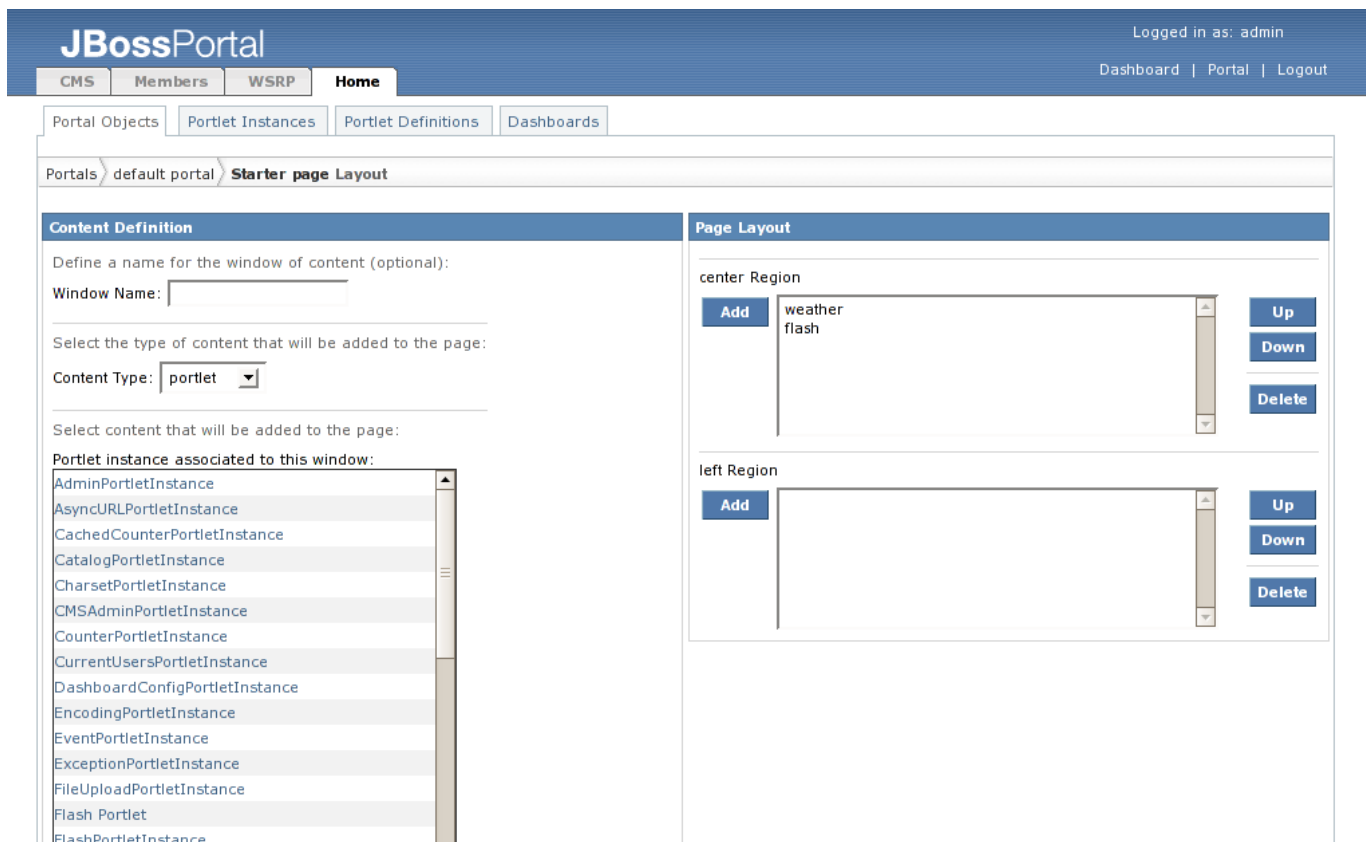 JBossPortal
Logged in as: admin
Dashboard | Portal | Logout
CMS Members WSRP Home
Portal Objects Portlet Instances Portlet Definitions Dashboards
Portals default portal Starter page Layout
Content Definition
Define a name for the window of content (optional):
Window Name:
Select the type of content that will be added to the page:
Content Type: portlet
Select content that will be added to the page:
Portlet instance associated to this window:
AdminPortletInstance
AsyncURLPortletInstance
CachedCounterPortletInstance
CatalogPortletInstance
CharsetPortletInstance
CMSAdminPortletInstance
CounterPortletInstance
CurrentUsersPortletInstance
DashboardConfigPortletInstance
EncodingPortletInstance
EventPortletInstance
ExceptionPortletInstance
FileUploadPortletInstance
Flash Portlet
FlashPortletInstance
Page Layout
center Region
Add
weather
flash
Up
Down
Delete
left Region
Add
Up
Down
Delete